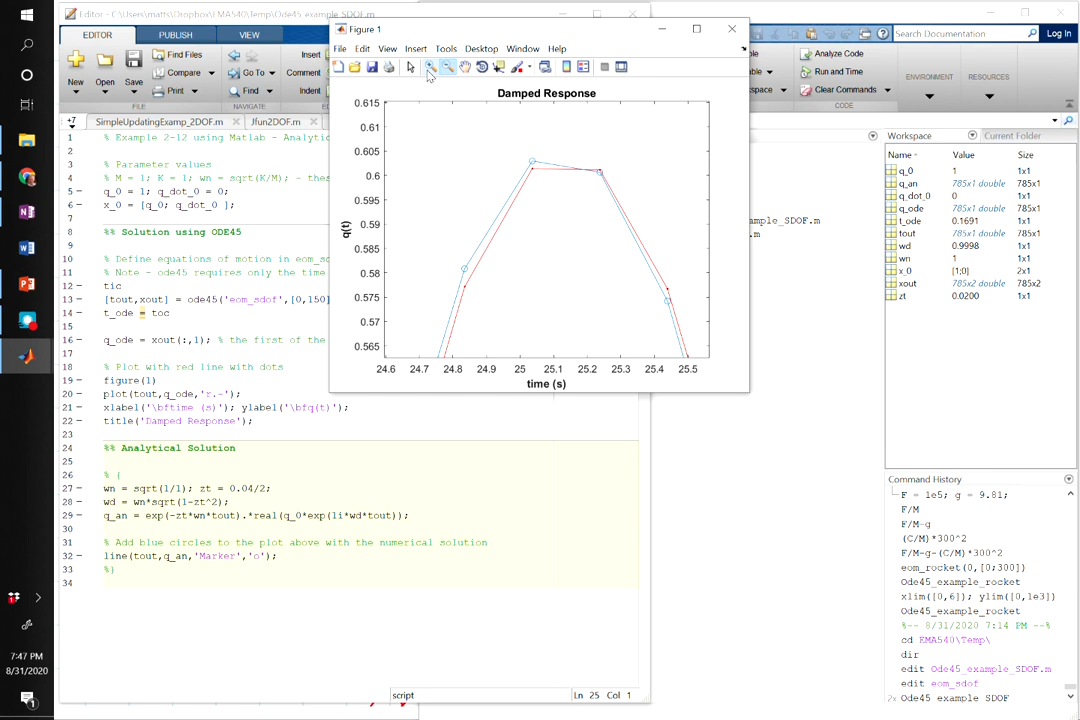 Editor - C:\Users\matts\Dropbox\EMA540\Temp\Ode45_example_SDOF.m
EDITOR PUBLISH VIEW
New
Open
Save
Find Files
Compare
Print
Go To
Find
Insert
Comment
Indent
FILE
NAVIGATE
+7
SimpleUpdatingExamp_2DOF.m
Jfun2DOF.m
1 % Example 2-12 using Matlab - Analytic
2
3 % Parameter values
4 % M = 1; K = 1; wn = sqrt(K/M); - thes
5 q_0 = 1; q_dot_0 = 0;
6 x_0 = [q_0; q_dot_0 ];
7
8 %% Solution using ODE45
9
10 % Define equations of motion in eom_sd
11 % Note - ode45 requires only the time
12 tic
13 [tout,xout] = ode45('eom_sdof',[0,150]
14 t_ode = toc
15
16 q_ode = xout(:,1); % the first of the
17
18 % Plot with red line with dots
19 figure(1)
20 plot(tout,q_ode,'r.-');
21 xlabel('\bftime (s)'); ylabel('\bfq(t)');
22 title('Damped Response');
23
24 %% Analytical Solution
25
26 % {
27 wn = sqrt(1/1); zt = 0.04/2;
28 wd = wn*sqrt(1-zt^2);
29 q_an = exp(-zt*wn*tout).*real(q_0*exp(1i*wd*tout));
30
31 % Add blue circles to the plot above with the numerical solution
32 line(tout,q_an,'Marker','o');
33 %}
34
script
Ln 25 Col 1
Figure 1
File Edit View Insert Tools Desktop Window Help
Damped Response
0.615
0.61
0.605
0.6
0.595
0.59
0.585
0.58
0.575
0.57
0.565
q(t)
24.6 24.7 24.8 24.9 25 25.1 25.2 25.3 25.4 25.5
time (s)
Search Documentation
Log In
Analyze Code
Run and Time
Clear Commands
CODE
ENVIRONMENT
RESOURCES
ample_SDOF.m
.m
Workspace
Current Folder
Name Value Size
q_0 1 1x1
q_an 785x1 double 785x1
q_dot_0 0 1x1
q_ode 785x1 double 785x1
t_ode 0.1691 1x1
tout 785x1 double 785x1
wd 0.9998 1x1
wn 1 1x1
x_0 [1;0] 2x1
xout 785x2 double 785x2
zt 0.0200 1x1
Command History
F = 1e5; g = 9.81;
F/M
F/M-g
(C/M)*300^2
F/M-g-(C/M)*300^2
eom_rocket(0,[0;300])
Ode45_example_rocket
xlim([0,6]); ylim([0,1e3])
Ode45_example_rocket
%-- 8/31/2020 7:14 PM --%
cd EMA540\Temp\
dir
edit Ode45_example_SDOF.m
edit eom_sdof
2x Ode45_example_SDOF
7:47 PM
8/31/2020